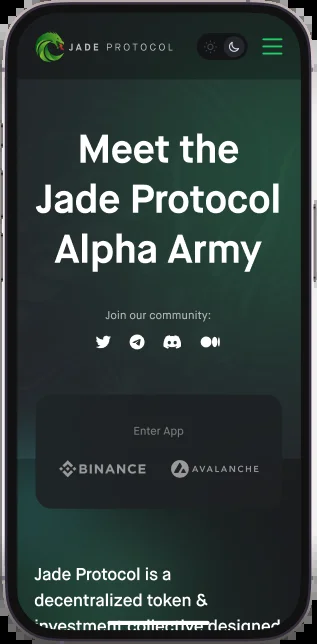 JADE PROTOCOL
Meet the
Jade Protocol
Alpha Army
Join our community:
Enter App
BINANCE
AVALANCHE
Jade Protocol is a
decentralized token &
investment collective designed